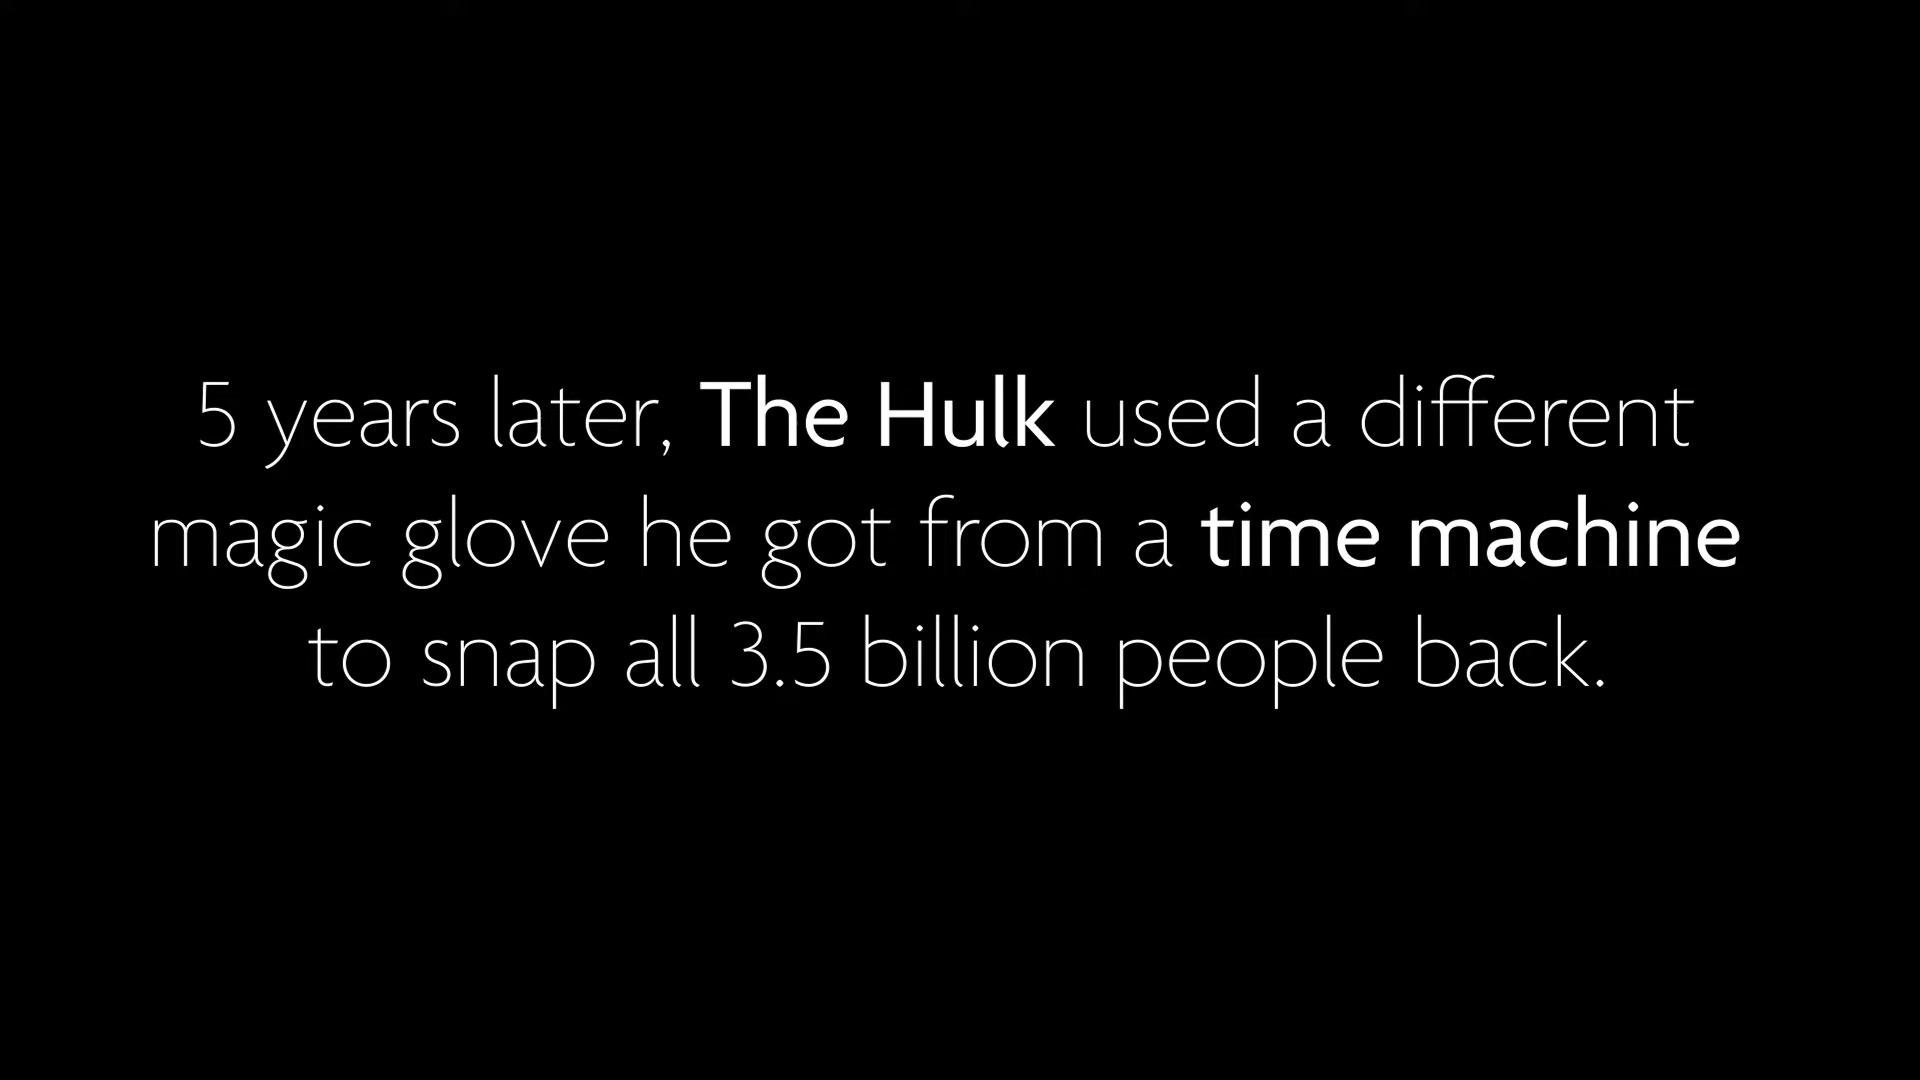 5 years later, The Hulk used a different
magic glove he got from a time machine
to snap all 3.5 billion people back.